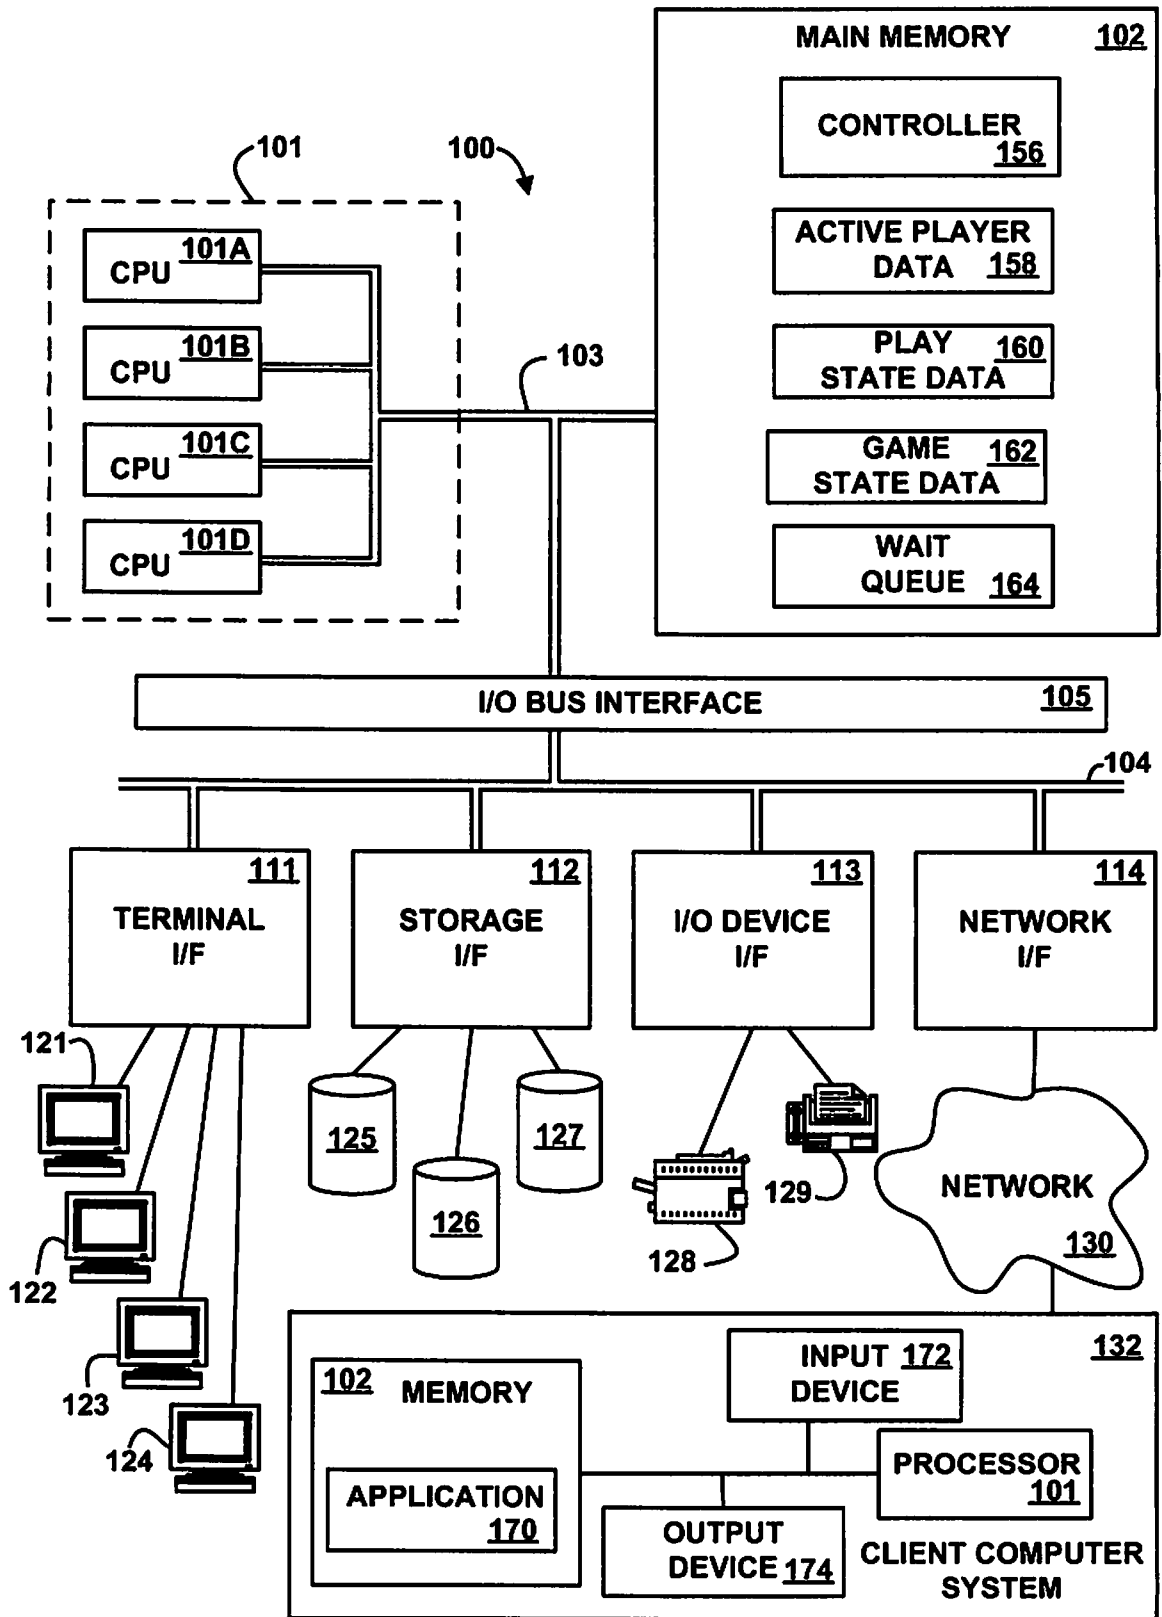 MAIN MEMORY 102
CONTROLLER
156
ACTIVE PLAYER
DATA 158
PLAY 160
STATE DATA
GAME 162
STATE DATA
WAIT
QUEUE 164
101
100
101A
CPU
101B
CPU
101C
CPU
101D
CPU
103
I/O BUS INTERFACE 105
104
111
TERMINAL
I/F
112
STORAGE
I/F
113
I/O DEVICE
I/F
114
NETWORK
I/F
121
122
123
124
125
126
127
128
129
NETWORK
130
132
102
MEMORY
APPLICATION
170
INPUT 172
DEVICE
PROCESSOR
101
OUTPUT
DEVICE 174
CLIENT COMPUTER
SYSTEM